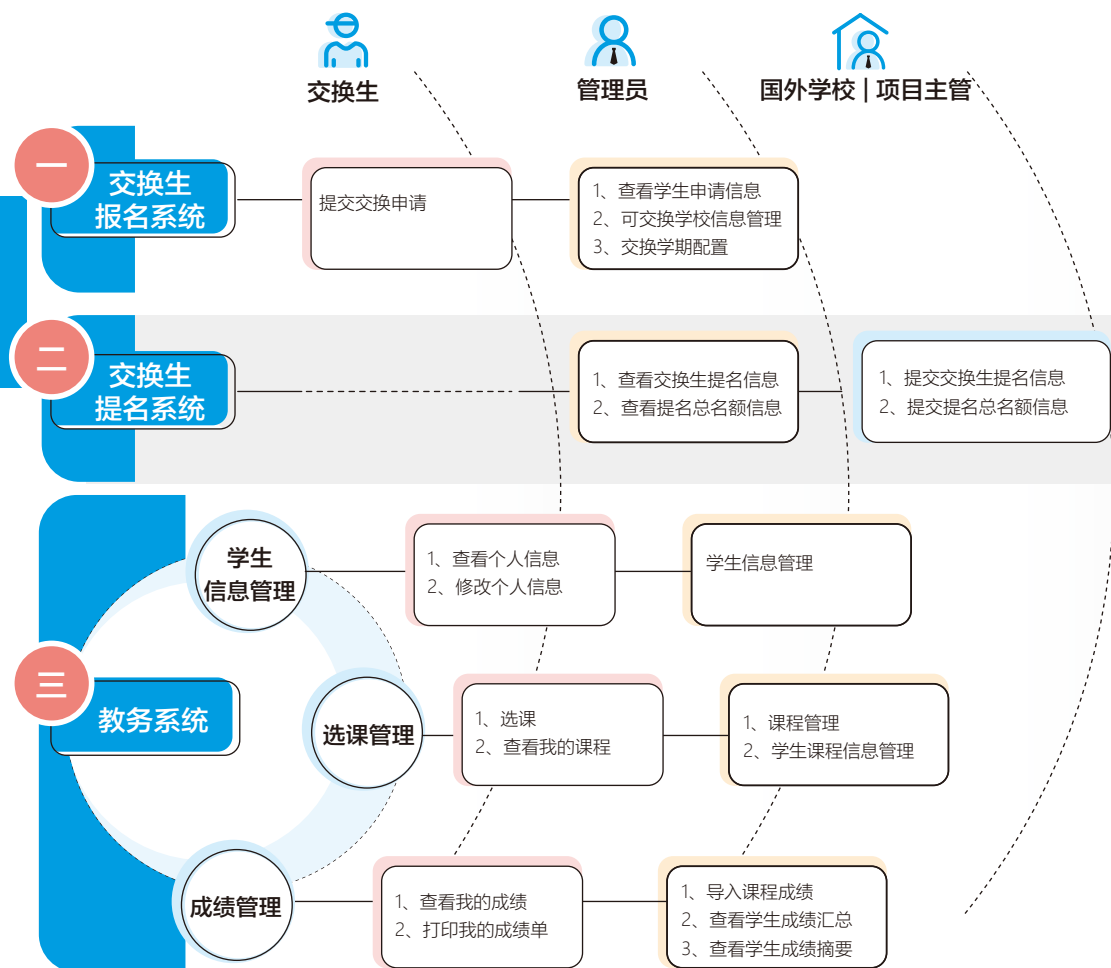 交换生
管理员
国外学校 | 项目主管
一
交换生
报名系统
提交交换申请
1、查看学生申请信息
2、可交换学校信息管理
3、交换学期配置
二
交换生
提名系统
1、查看交换生提名信息
2、查看提名总名额信息
1、提交交换生提名信息
2、提交提名总名额信息
三
教务系统
学生
信息管理
1、查看个人信息
2、修改个人信息
学生信息管理
选课管理
1、选课
2、查看我的课程
1、课程管理
2、学生课程信息管理
成绩管理
1、查看我的成绩
2、打印我的成绩单
1、导入课程成绩
2、查看学生成绩汇总
3、查看学生成绩摘要